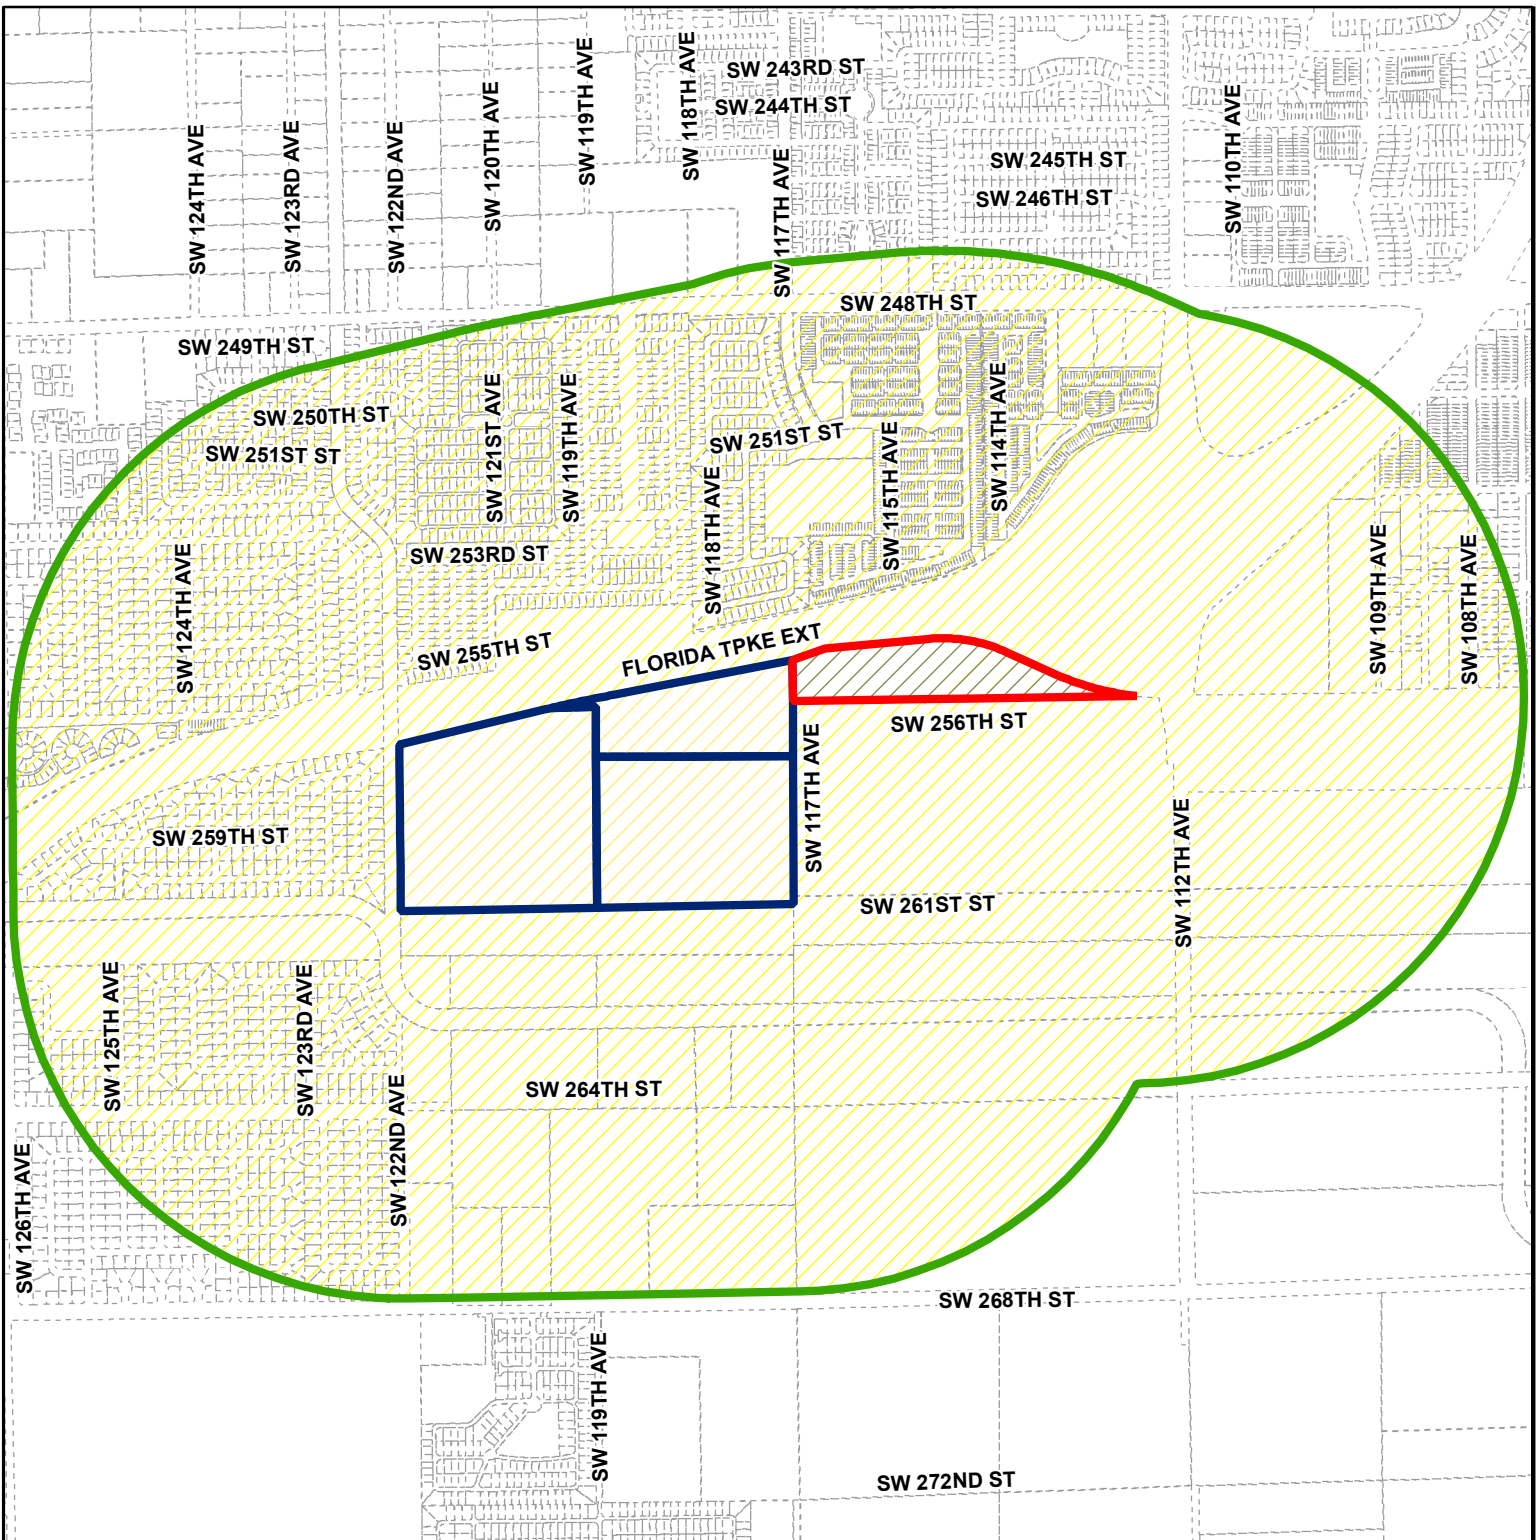 SW 243RD ST
SW 244TH ST
SW 119TH AVE
SW 118TH AVE
SW 120TH AVE
SW 110TH AVE
SW 124TH AVE
SW 123RD AVE
SW 122ND AVE
SW 117TH AVE
SW 245TH ST
SW 246TH ST
SW 248TH ST
SW 249TH ST
SW 250TH ST
SW 251ST ST
SW 121ST AVE
SW 119TH AVE
SW 251ST ST
SW 118TH AVE
SW 115TH AVE
SW 114TH AVE
SW 253RD ST
SW 124TH AVE
SW 109TH AVE
SW 108TH AVE
SW 255TH ST
FLORIDA TPKE EXT
SW 256TH ST
SW 117TH AVE
SW 259TH ST
SW 112TH AVE
SW 261ST ST
SW 125TH AVE
SW 123RD AVE
SW 264TH ST
SW 122ND AVE
SW 126TH AVE
SW 268TH ST
SW 119TH AVE
SW 272ND ST